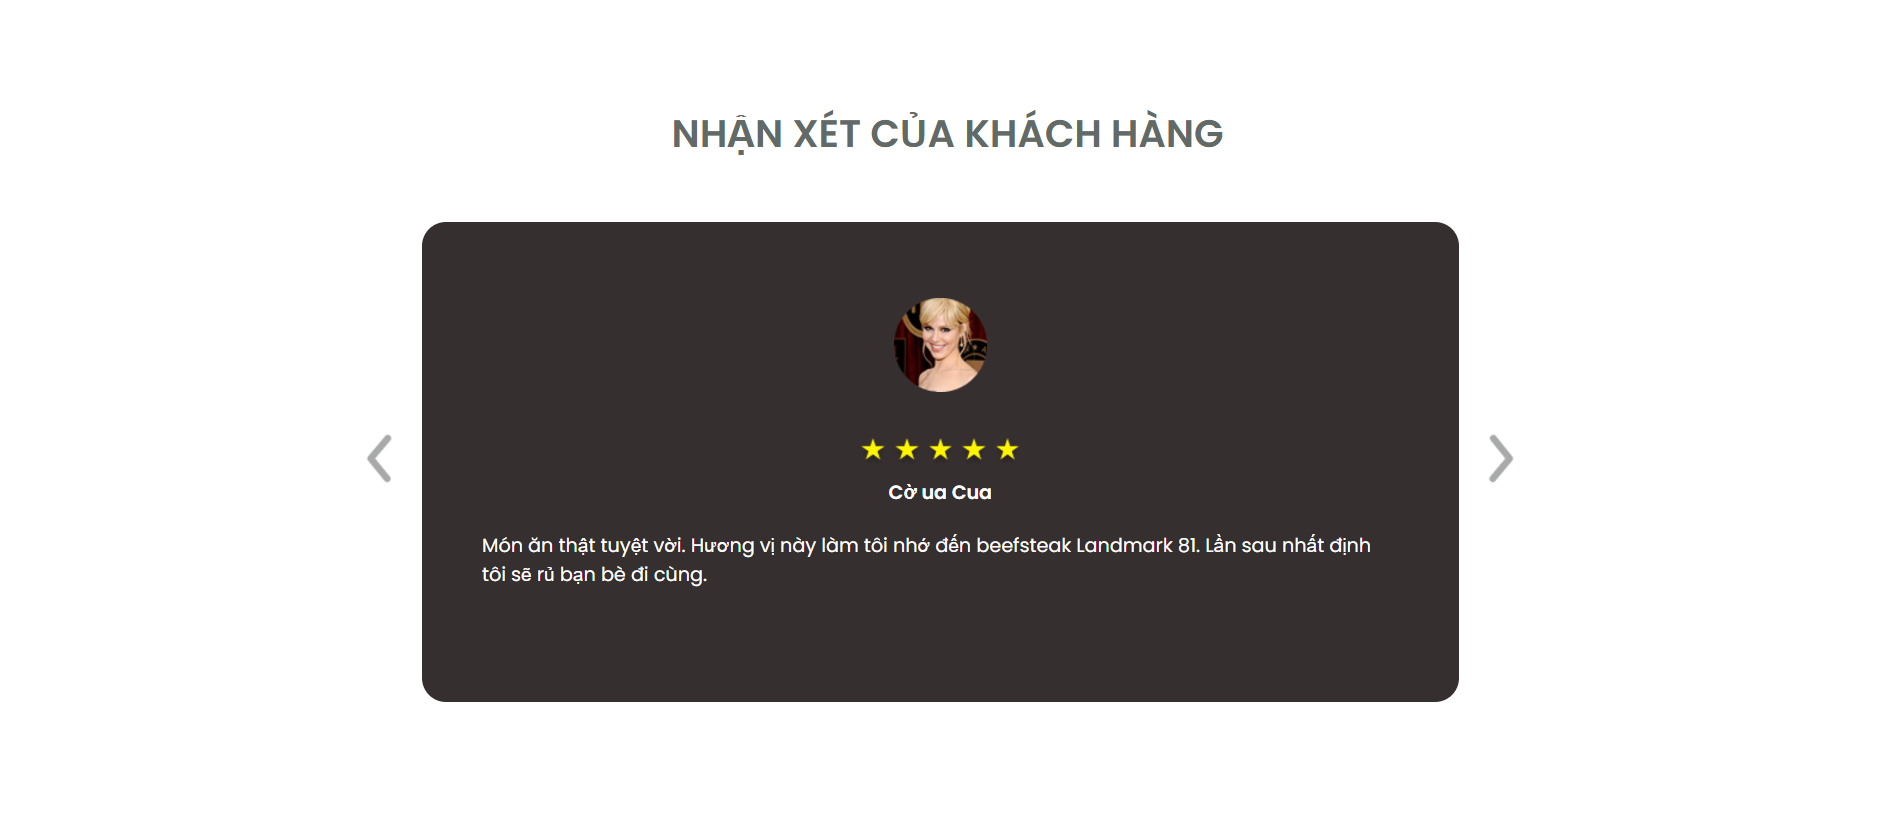 NHẬN XÉT CỦA KHÁCH HÀNG
Cờ ua Cua
Món ăn thật tuyệt vời. Hương vị này làm tôi nhớ đến beefsteak Landmark 81. Lần sau nhất định
tôi sẽ rủ bạn bè đi cùng.